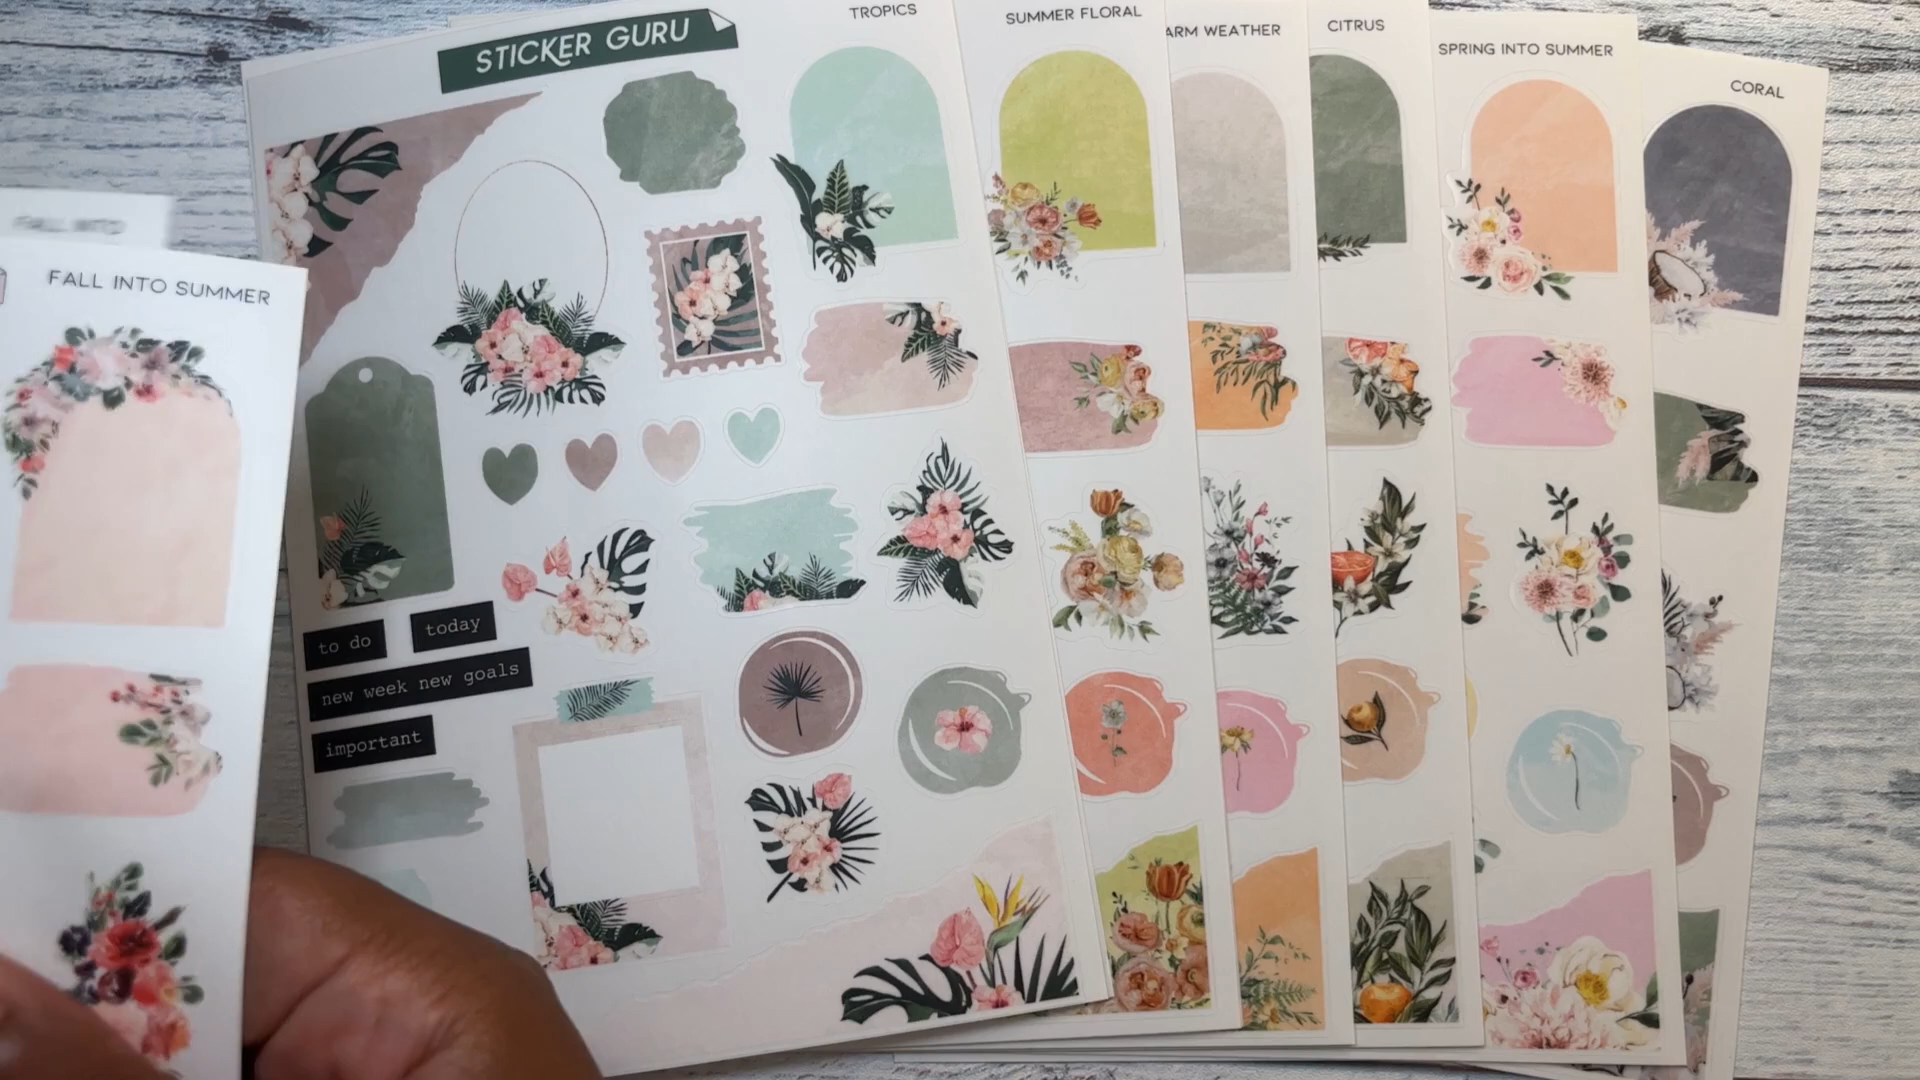 STICKER GURU
TROPICS
SUMMER FLORAL
ARM WEATHER
CITRUS
SPRING INTO SUMMER
CORAL
FALL INTO SUMMER
to do
today
new week new goals
important